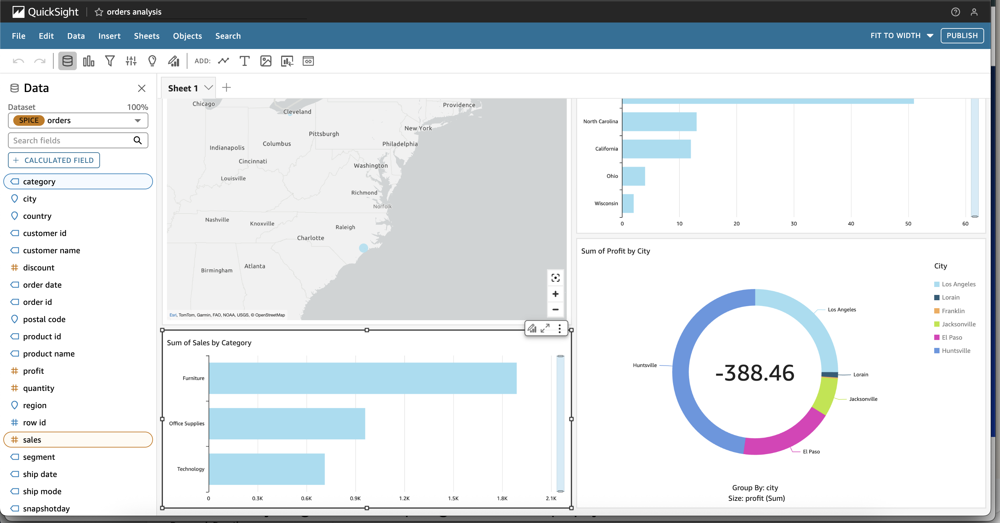 QuickSight
orders analysis
File Edit Data Insert Sheets Objects Search
FIT TO WIDTH
PUBLISH
ADD:
Data
Dataset 100%
SPICE orders
Search fields
+ CALCULATED FIELD
category
city
country
customer id
customer name
discount
order date
order id
postal code
product id
product name
profit
quantity
region
row id
sales
segment
ship date
ship mode
snapshotday
Sheet 1
Chicago
Cleveland
Providence
New York
Pittsburgh
Columbus
Philadelphia
Indianapolis
Cincinnati
Washington
Louisville
Richmond
Norfolk
Nashville
Knoxville
Raleigh
Charlotte
Atlanta
Birmingham
Esri, TomTom, Garmin, FAO, NOAA, USGS, © OpenStreetMap
North Carolina
California
Ohio
Wisconsin
0 10 20 30 40 50 60
Sum of Sales by Category
Furniture
Office Supplies
Technology
0 0.3K 0.6K 0.9K 1.2K 1.5K 1.8K 2.1K
Sum of Profit by City
City
Los Angeles
Lorain
Franklin
Jacksonville
El Paso
Huntsville
Los Angeles
Huntsville
-388.46
Lorain
Jacksonville
El Paso
Group By: city
Size: profit (Sum)